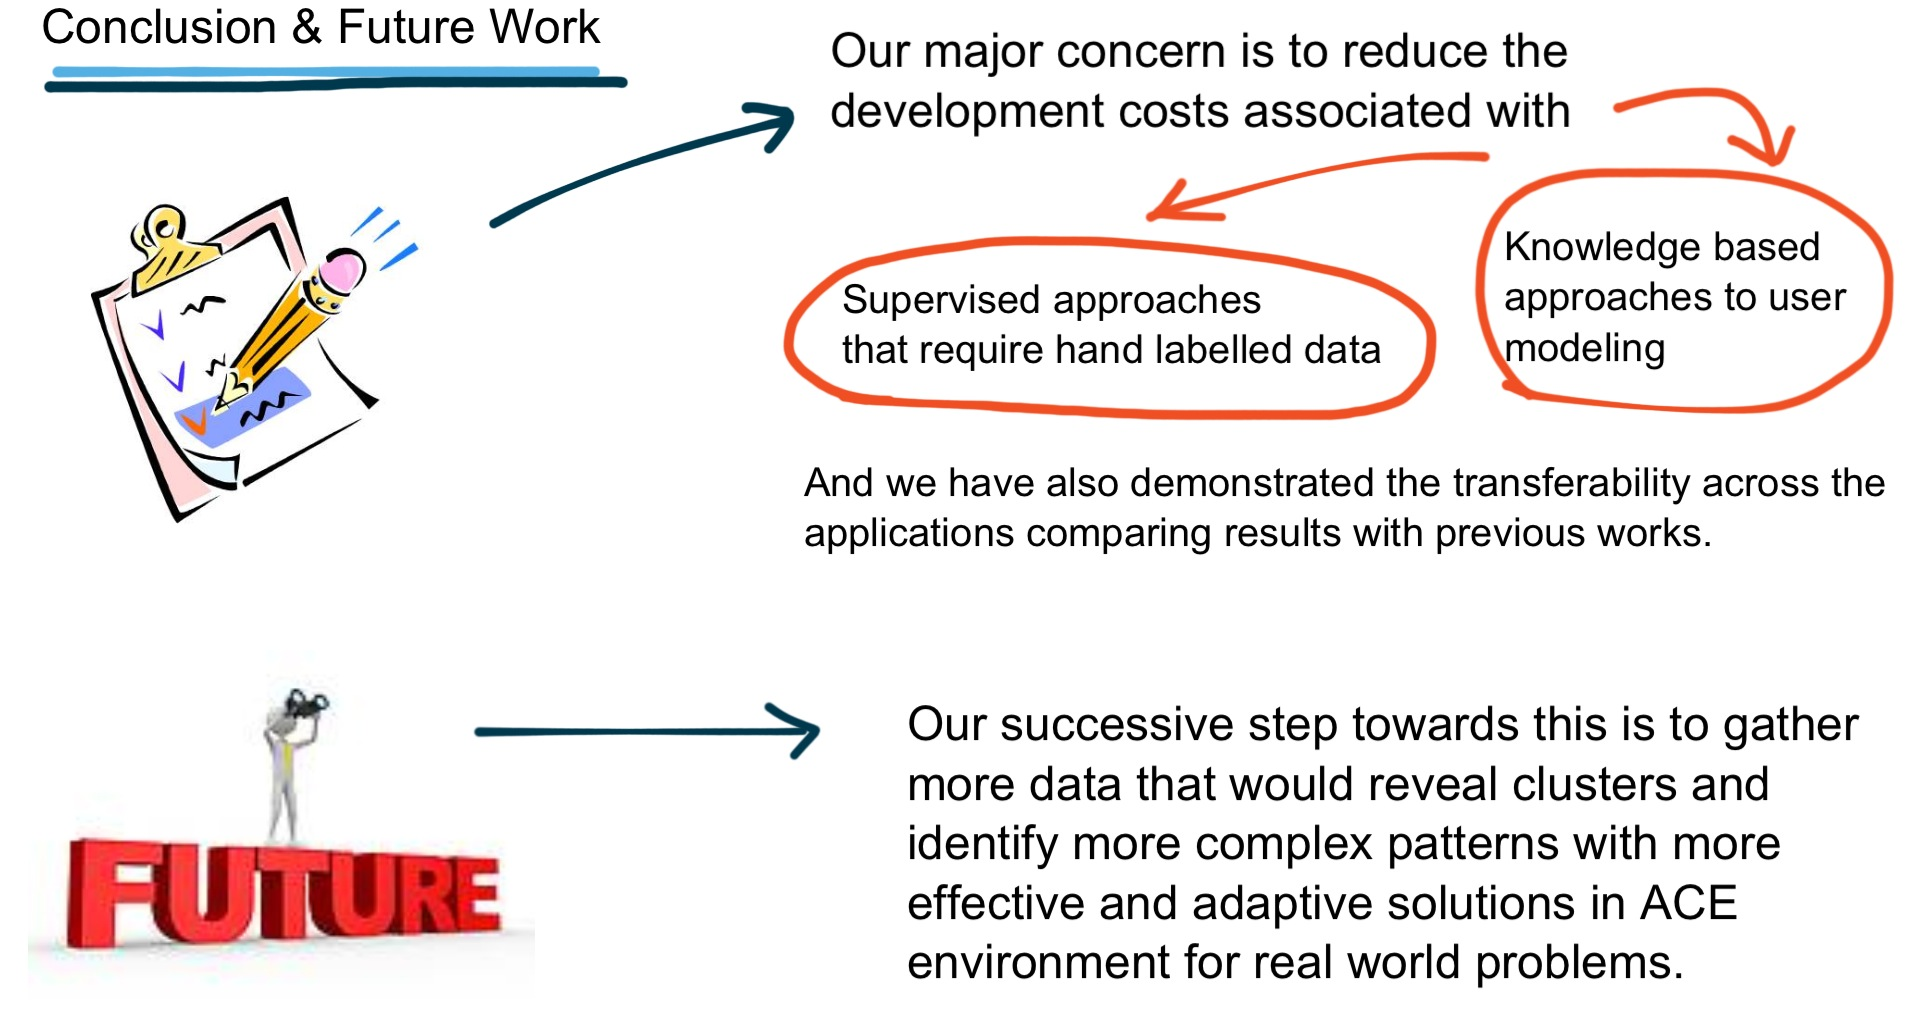 Conclusion & Future Work
Our major concern is to reduce the
development costs associated with
Supervised approaches
that require hand labelled data
Knowledge based
approaches to user
modeling
And we have also demonstrated the transferability across the
applications comparing results with previous works.
FUTURE
Our successive step towards this is to gather
more data that would reveal clusters and
identify more complex patterns with more
effective and adaptive solutions in ACE
environment for real world problems.